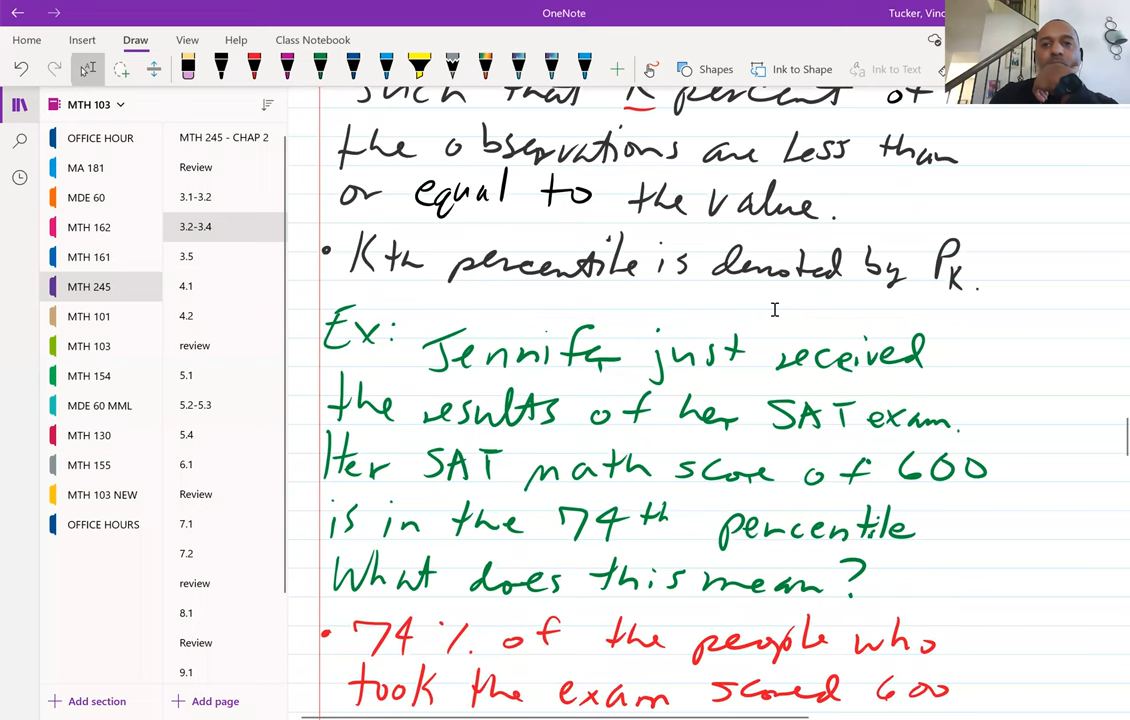 OneNote
Tucker, Vinc
Home
Insert
Draw
View
Help
Class Notebook
Shapes
Ink to Shape
Ink to Text
MTH 103
OFFICE HOUR
MA 181
MDE 60
MTH 162
MTH 161
MTH 245
MTH 101
MTH 103
MTH 154
MDE 60 MML
MTH 130
MTH 155
MTH 103 NEW
OFFICE HOURS
Add section
MTH 245 - CHAP 2
Review
3.1-3.2
3.2-3.4
3.5
4.1
4.2
review
5.1
5.2-5.3
5.4
6.1
Review
7.1
7.2
review
8.1
Review
9.1
Add page
such that K percent of
the observations are less than
or equal to the value.
• Kth percentile is denoted by PK.
Ex: Jennifer just received
the results of her SAT exam.
Her SAT math score of 600
is in the 74th percentile
What does this mean?
• 74% of the people who
took the exam scored 600